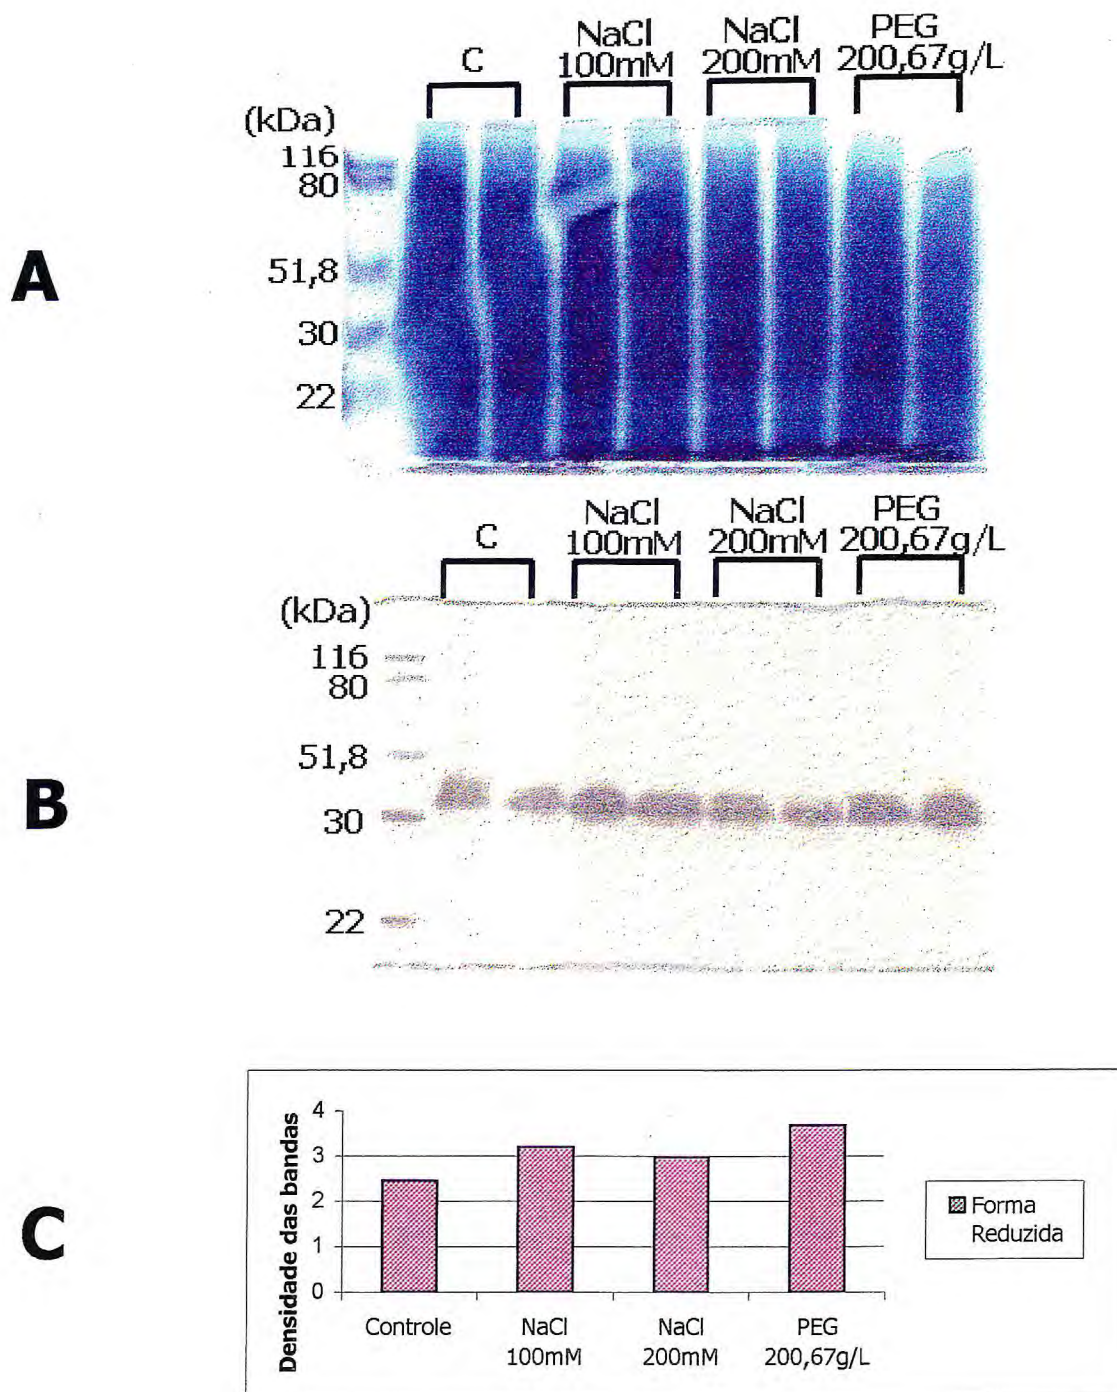 A
C
NaCl
100mM
NaCl
200mM
PEG
200,67g/L
(kDa)
116
80
51,8
30
22
B
C
NaCl
100mM
NaCl
200mM
PEG
200,67g/L
(kDa)
116
80
51,8
30
22
C
Densidade das bandas
4
3
2
1
0
Controle
NaCl
100mM
NaCl
200mM
PEG
200,67g/L
Forma
Reduzida